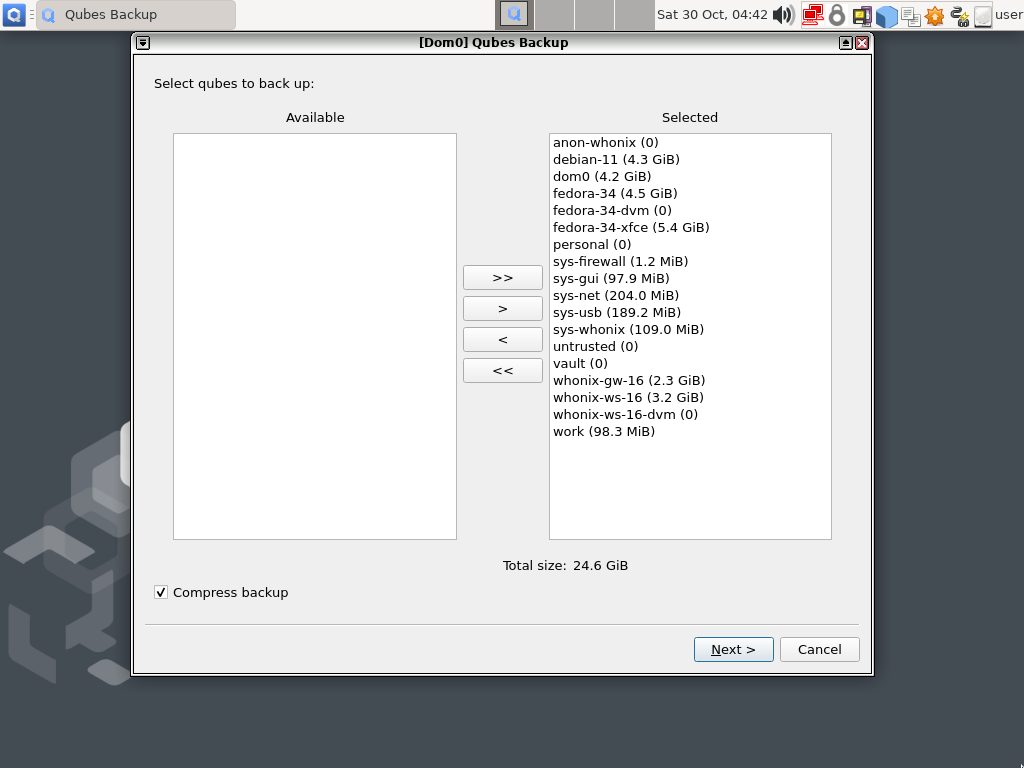 Qubes Backup
Sat 30 Oct, 04:42
user
[Dom0] Qubes Backup
Select qubes to back up:
Available
Selected
anon-whonix (0)
debian-11 (4.3 GiB)
dom0 (4.2 GiB)
fedora-34 (4.5 GiB)
fedora-34-dvm (0)
fedora-34-xfce (5.4 GiB)
personal (0)
sys-firewall (1.2 MiB)
sys-gui (97.9 MiB)
sys-net (204.0 MiB)
sys-usb (189.2 MiB)
sys-whonix (109.0 MiB)
untrusted (0)
vault (0)
whonix-gw-16 (2.3 GiB)
whonix-ws-16 (3.2 GiB)
whonix-ws-16-dvm (0)
work (98.3 MiB)
>>
>
<
<<
Total size: 24.6 GiB
Compress backup
Next >
Cancel